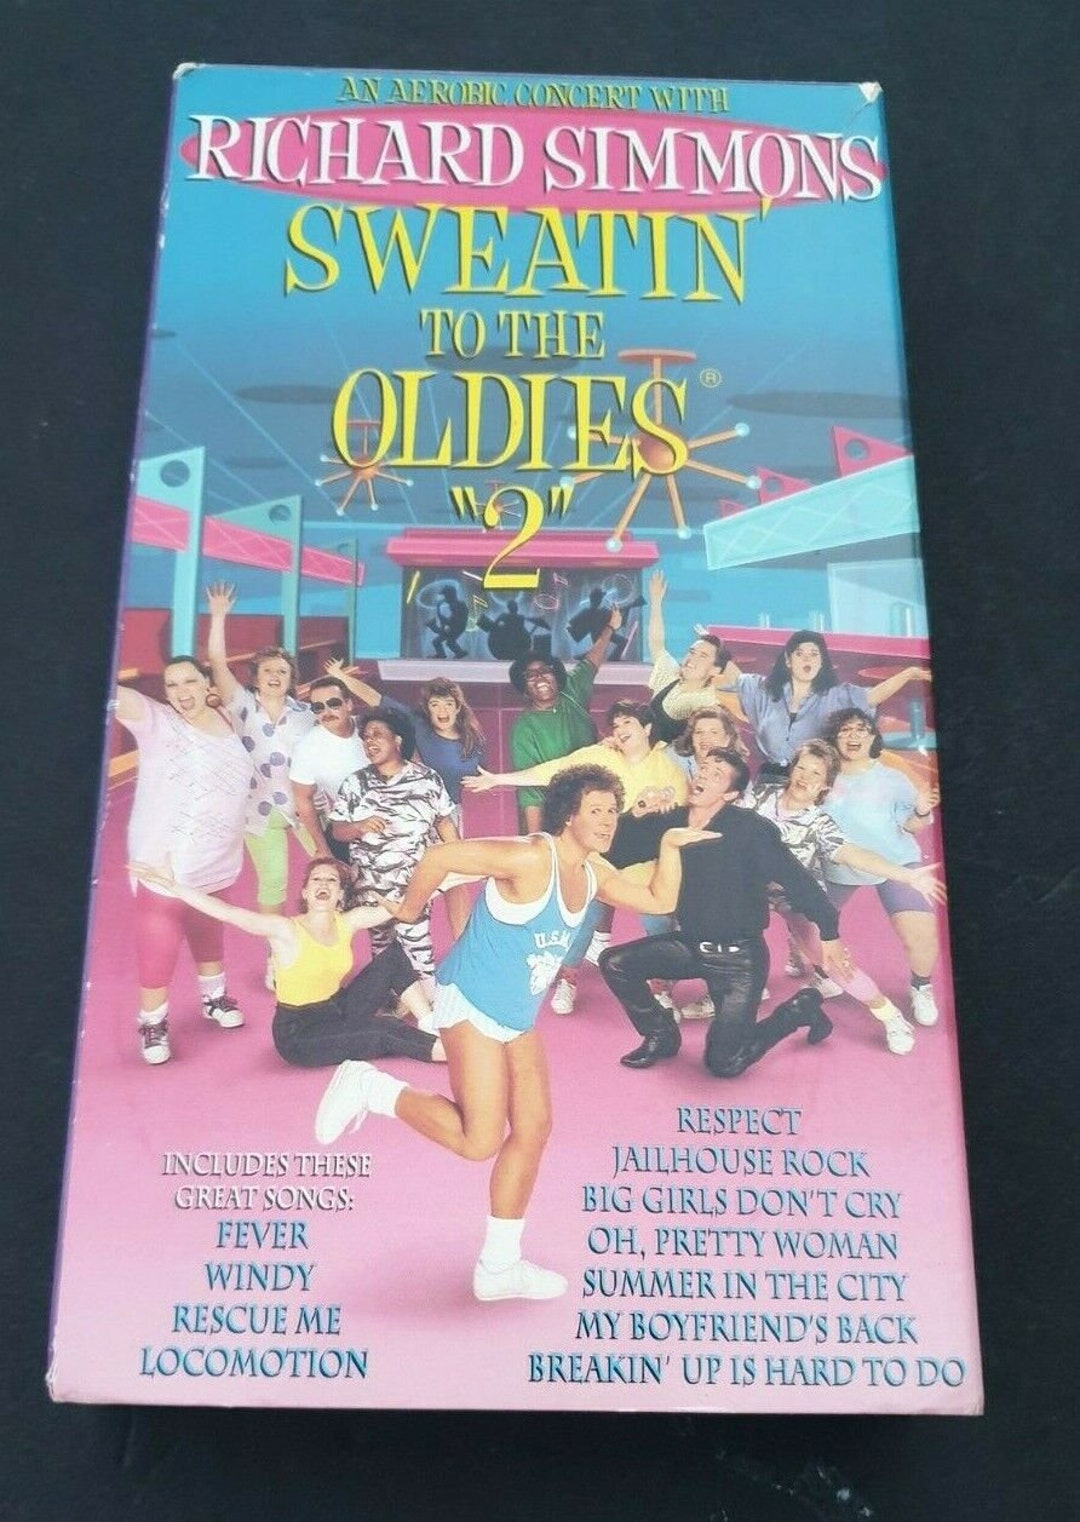 AN AEROBIC CONCERT WITH
RICHARD SIMMONS
SWEATIN'
TO THE
OLDIES ®
"2"
INCLUDES THESE
GREAT SONGS:
FEVER
WINDY
RESCUE ME
LOCOMOTION
RESPECT
JAILHOUSE ROCK
BIG GIRLS DON'T CRY
OH, PRETTY WOMAN
SUMMER IN THE CITY
MY BOYFRIEND'S BACK
BREAKIN' UP IS HARD TO DO